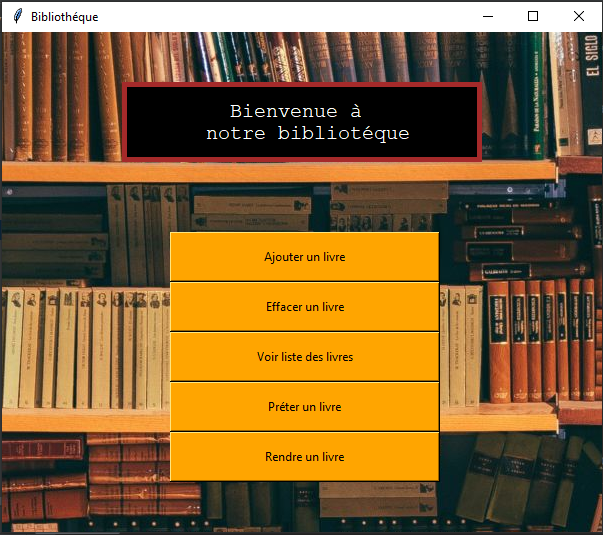 Bibliothéque
Bienvenue à
notre bibliotéque
EL SIGLO
Ajouter un livre
Effacer un livre
Voir liste des livres
Préter un livre
Rendre un livre